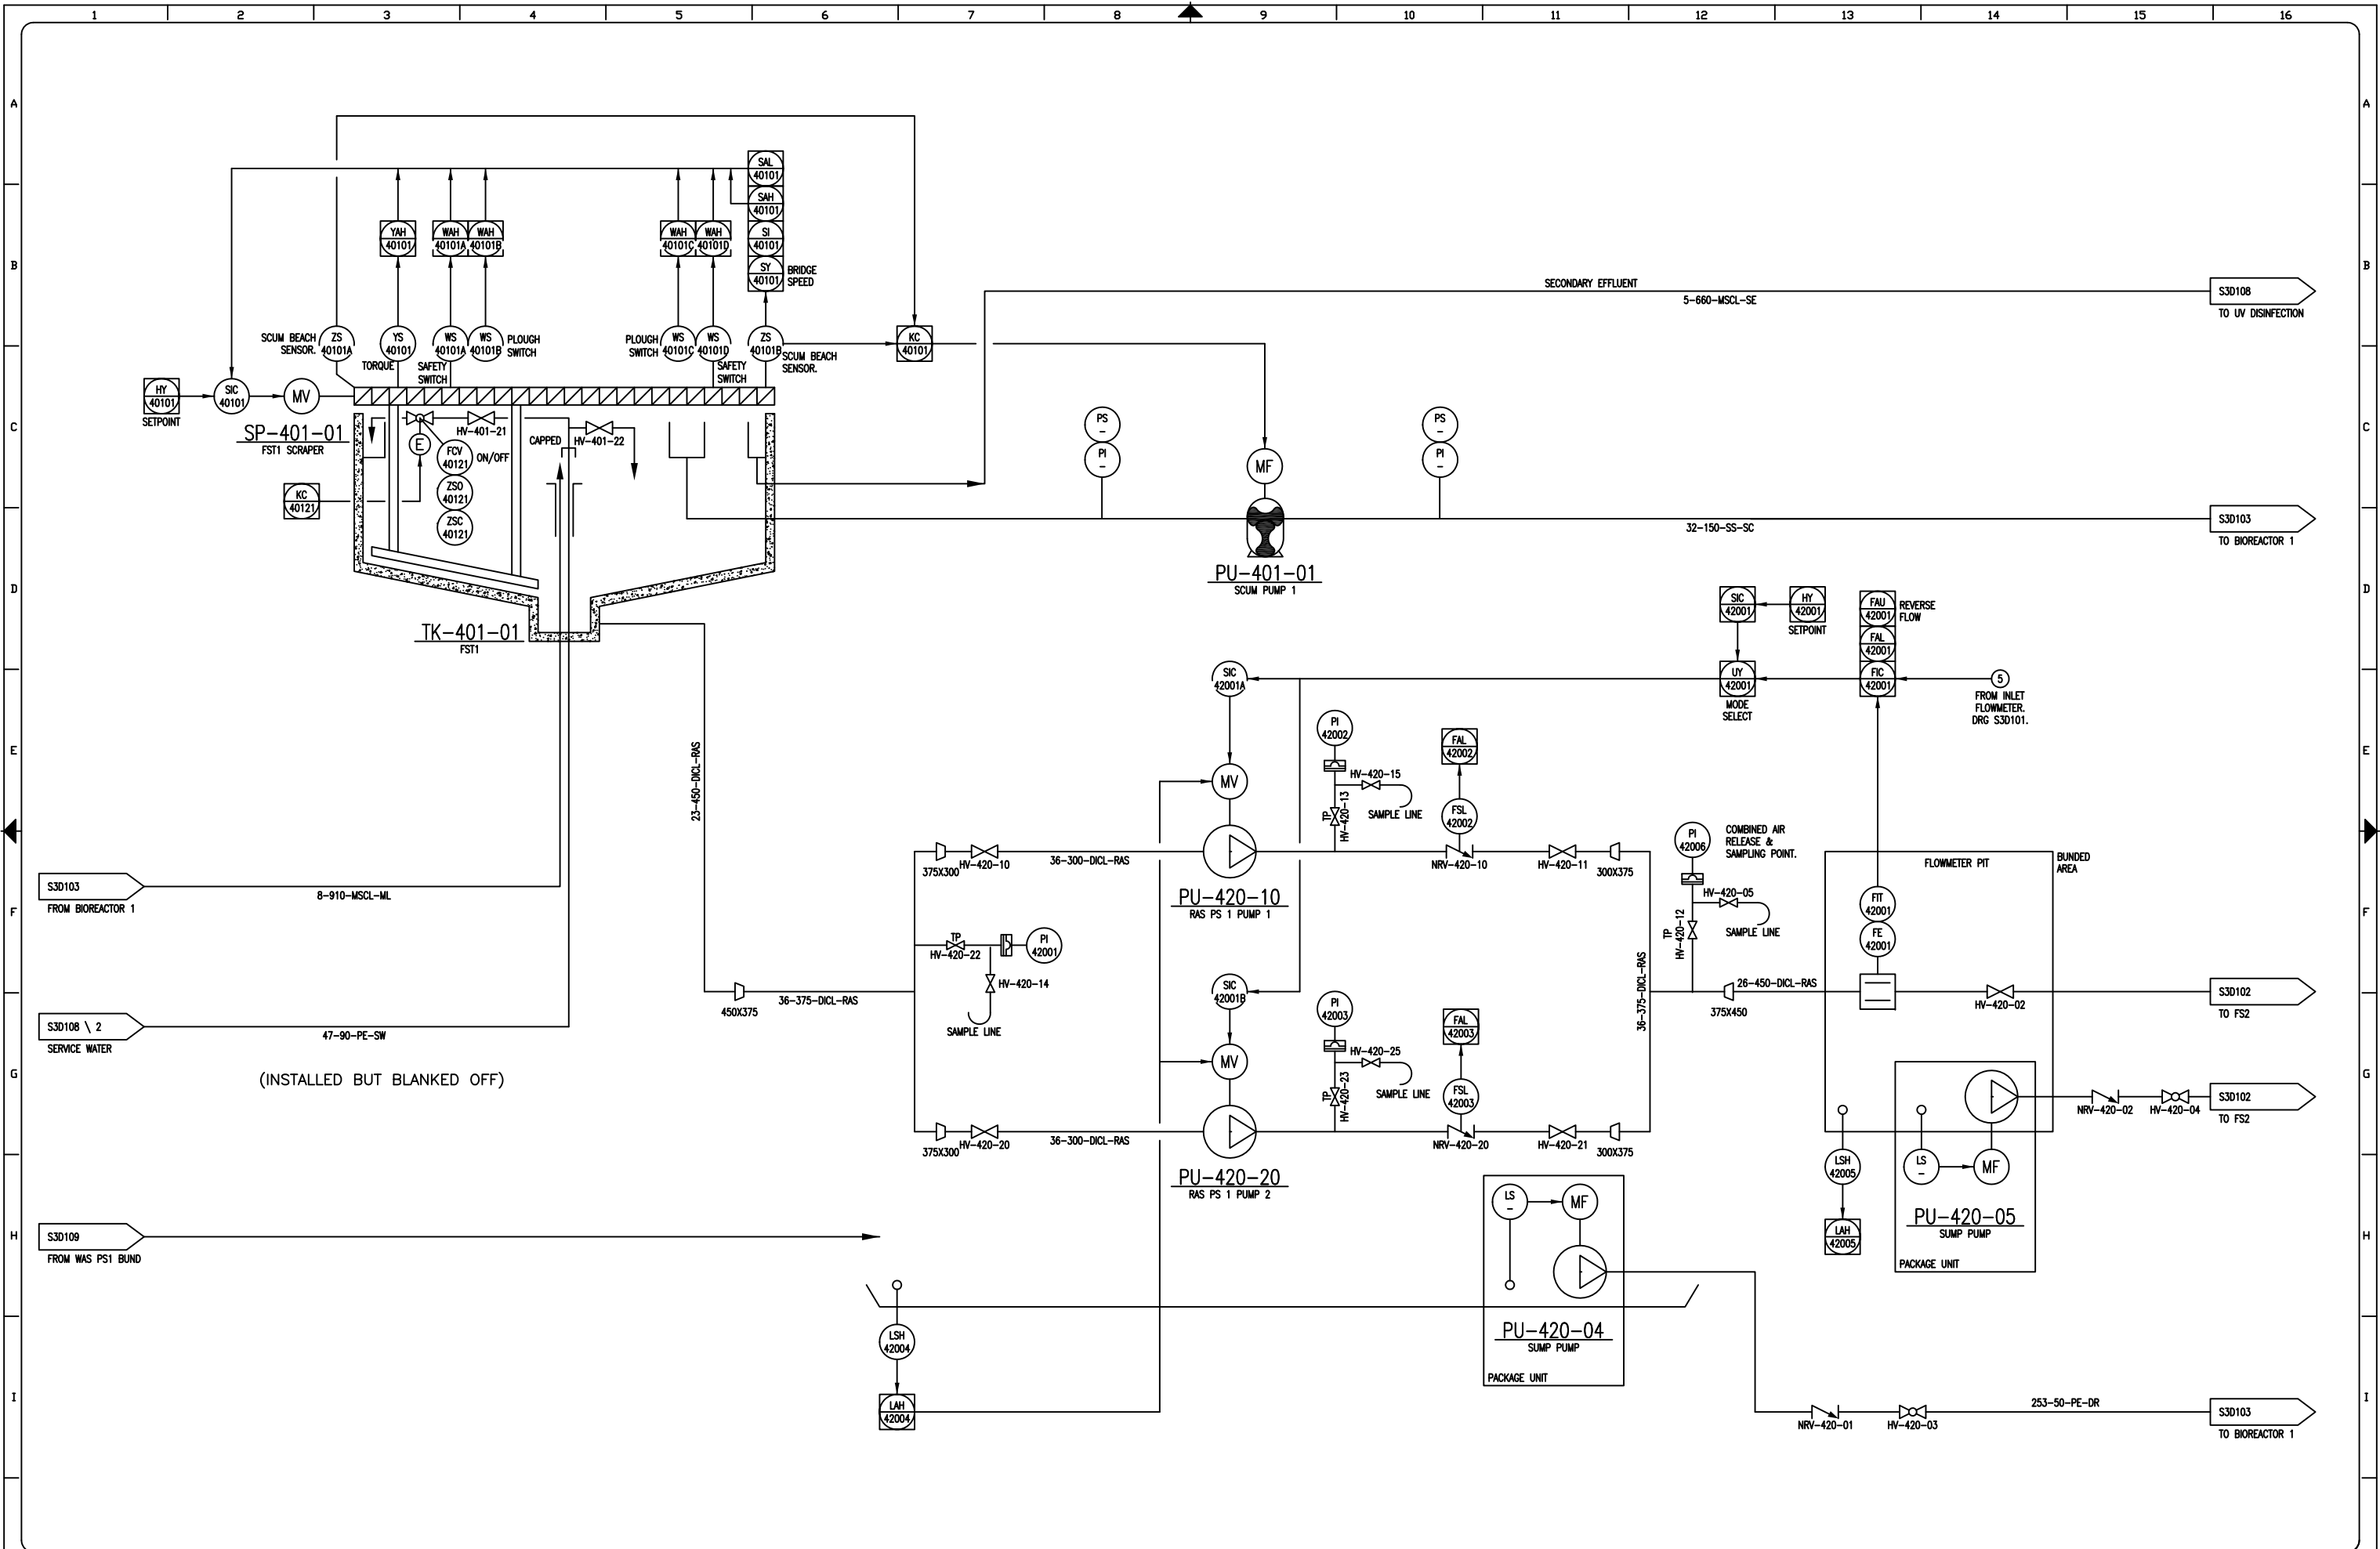 1 2 3 4 5 6 7 8 9 10 11 12 13 14 15 16
A A
B B
C C
D D
E E
F F
G G
H H
I I
SAL
40101
SAH
40101
SI
40101
SY
40101
BRIDGE
SPEED
YAH
40101
WAH
40101A
WAH
40101B
WAH
40101C
WAH
40101D
SCUM BEACH
SENSOR.
ZS
40101A
YS
40101
TORQUE
WS
40101A
SAFETY
SWITCH
WS
40101B
PLOUGH
SWITCH
PLOUGH
SWITCH
WS
40101C
WS
40101D
SAFETY
SWITCH
ZS
40101B
SCUM BEACH
SENSOR.
KC
40101
SECONDARY EFFLUENT
5-660-MSCL-SE
S3D108
TO UV DISINFECTION
HY
40101
SETPOINT
SIC
40101
MV
SP-401-01
FST1 SCRAPER
HV-401-21
E
FCV
40121
ON/OFF
ZSO
40121
ZSC
40121
KC
40121
CAPPED
HV-401-22
TK-401-01
FST1
PS
-
PI
-
MF
PS
-
PI
-
PU-401-01
SCUM PUMP 1
32-150-SS-SC
S3D103
TO BIOREACTOR 1
SIC
42001
HY
42001
SETPOINT
FAU
42001
REVERSE
FLOW
FAL
42001
FIC
42001
UY
42001
MODE
SELECT
5
FROM INLET
FLOWMETER.
DRG S3D101.
SIC
42001A
MV
PI
42002
HV-420-15
SAMPLE LINE
TP
HV-420-13
FAL
42002
FSL
42002
23-450-DICL-RAS
375X300
HV-420-10
36-300-DICL-RAS
PU-420-10
RAS PS 1 PUMP 1
NRV-420-10
HV-420-11
300X375
PI
42006
COMBINED AIR
RELEASE &
SAMPLING POINT.
HV-420-05
SAMPLE LINE
TP
HV-420-12
FLOWMETER PIT
BUNDED
AREA
FIT
42001
FE
42001
S3D103
FROM BIOREACTOR 1
8-910-MSCL-ML
TP
HV-420-22
PI
42001
HV-420-14
SAMPLE LINE
450X375
36-375-DICL-RAS
SIC
42001B
MV
PI
42003
HV-420-25
SAMPLE LINE
TP
HV-420-23
FAL
42003
FSL
42003
36-375-DICL-RAS
375X450
26-450-DICL-RAS
HV-420-02
S3D102
TO FS2
S3D108 \ 2
SERVICE WATER
47-90-PE-SW
(INSTALLED BUT BLANKED OFF)
375X300
HV-420-20
36-300-DICL-RAS
PU-420-20
RAS PS 1 PUMP 2
NRV-420-20
HV-420-21
300X375
NRV-420-02
HV-420-04
S3D102
TO FS2
LSH
42005
LAH
42005
LS
-
MF
PU-420-05
SUMP PUMP
PACKAGE UNIT
S3D109
FROM WAS PS1 BUND
LS
-
MF
PU-420-04
SUMP PUMP
PACKAGE UNIT
LSH
42004
LAH
42004
NRV-420-01
HV-420-03
253-50-PE-DR
S3D103
TO BIOREACTOR 1